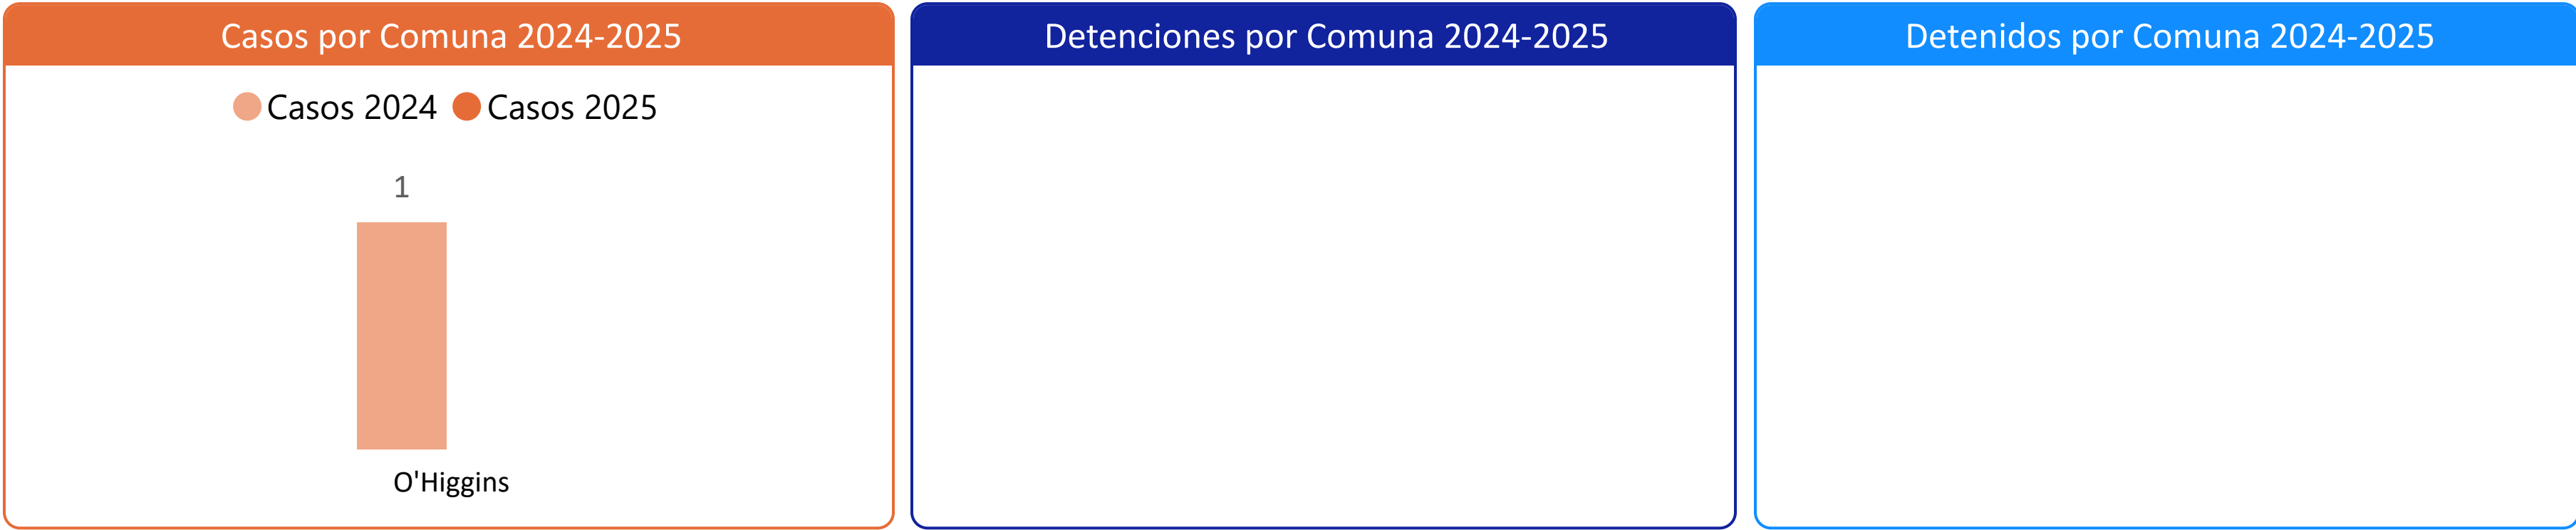 Casos por Comuna 2024-2025
Casos 2024 Casos 2025
1
O'Higgins
Detenciones por Comuna 2024-2025
Detenidos por Comuna 2024-2025